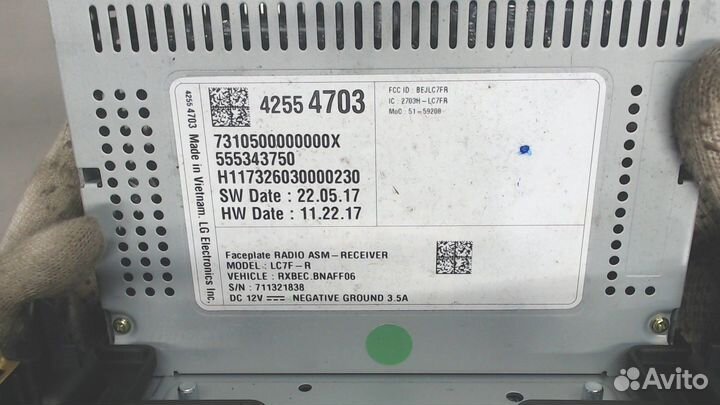 4255 4703
4255 4703 Made in Vietnam. LG Electronics Inc.
FCC ID : BEJLC7FR
IC : 2703H-LC7FR
MoC : 51-59208
7310500000000X
555343750
H117326030000230
SW Date : 22.05.17
HW Date : 11.22.17
Faceplate RADIO ASM-RECEIVER
MODEL : LC7F-R
VEHICLE : RXBEC.BNAFF06
S/N : 711321838
DC 12V NEGATIVE GROUND 3.5A
Avito